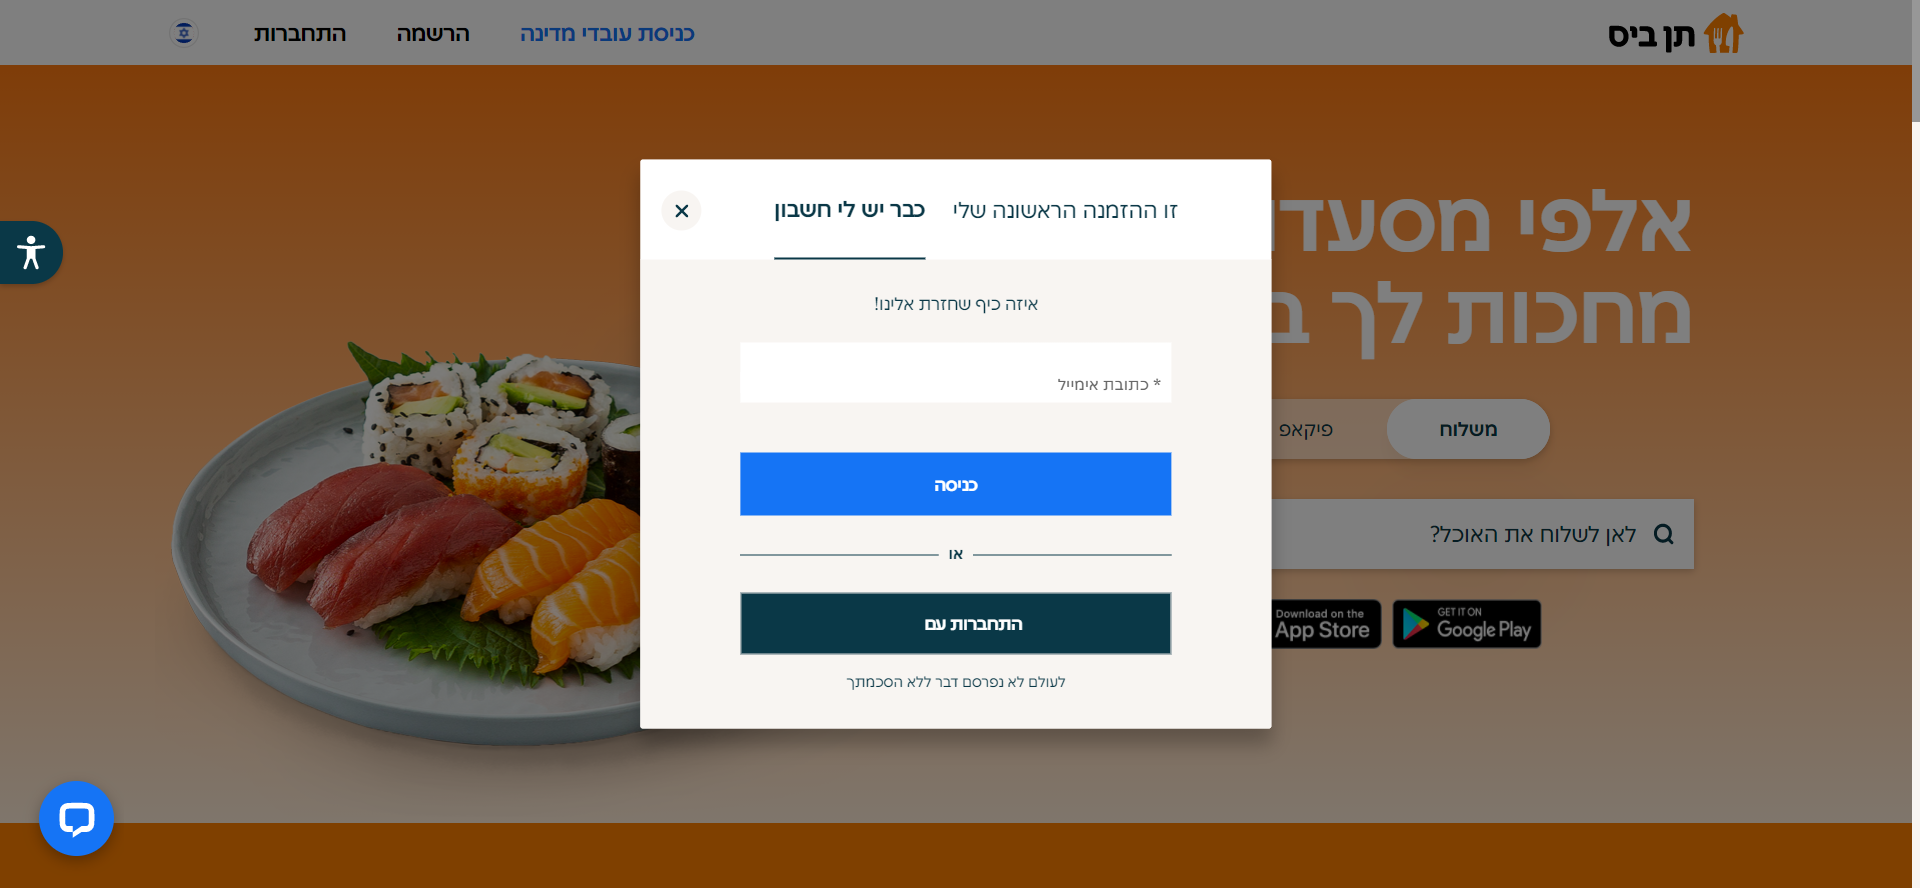 תן ביס
כניסת עובדי מדינה
הרשמה
התחברות
אלפי
מחכות לך
משלוח
פיקאפ
לאן לשלוח את האוכל?
GET IT ON
Google Play
Download on the
App Store
זו ההזמנה הראשונה שלי
כבר יש לי חשבון
איזה כיף שחזרת אלינו!
* כתובת אימייל
כניסה
או
התחברות עם
לעולם לא נפרסם דבר ללא הסכמתך